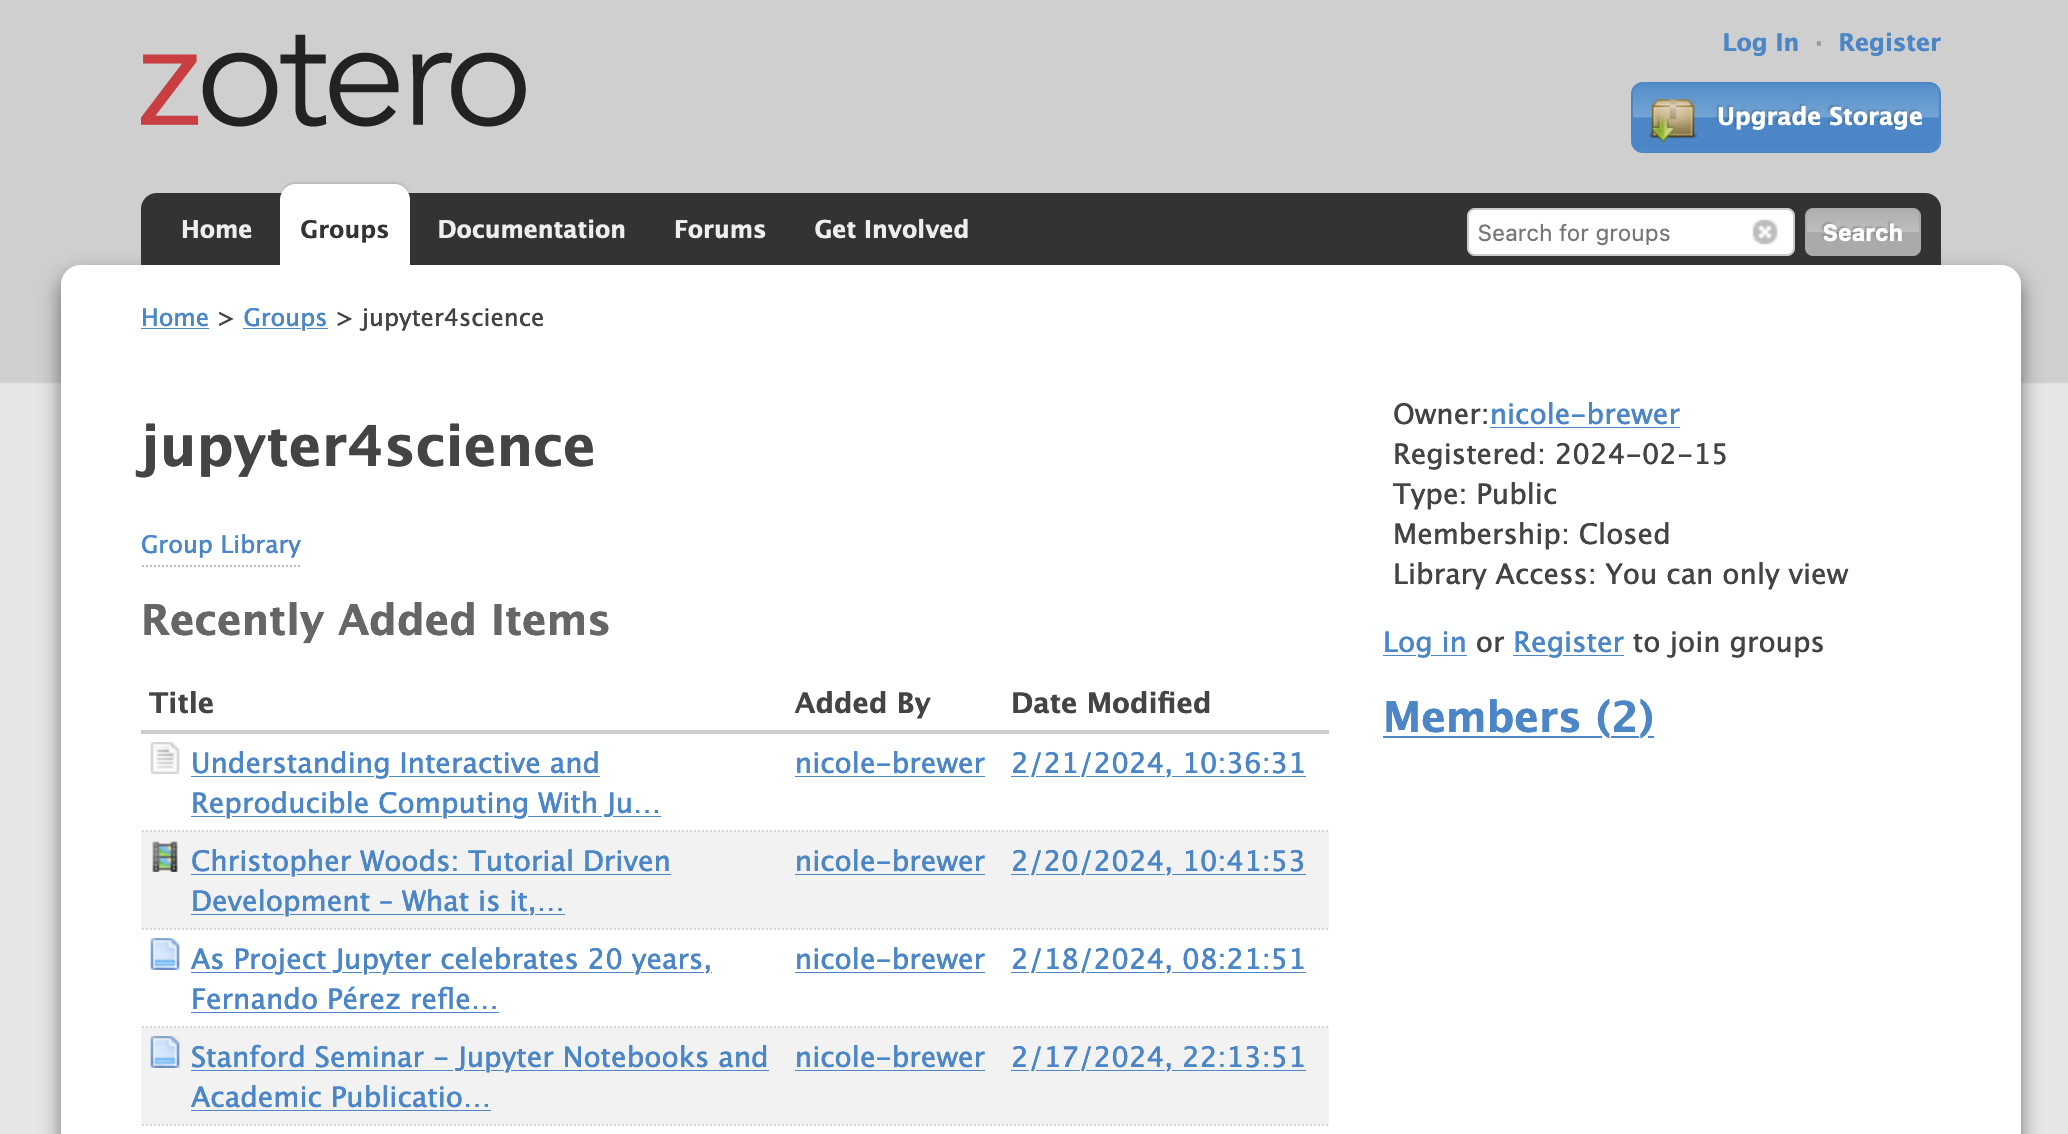 zotero
Log In · Register
Upgrade Storage
Home Groups Documentation Forums Get Involved
Search for groups Search
Home > Groups > jupyter4science
jupyter4science
Group Library
Recently Added Items
Title Added By Date Modified
Understanding Interactive and nicole-brewer 2/21/2024, 10:36:31
Reproducible Computing With Ju...
Christopher Woods: Tutorial Driven nicole-brewer 2/20/2024, 10:41:53
Development – What is it,...
As Project Jupyter celebrates 20 years, nicole-brewer 2/18/2024, 08:21:51
Fernando Pérez refle...
Stanford Seminar – Jupyter Notebooks and nicole-brewer 2/17/2024, 22:13:51
Academic Publicatio...
Owner:nicole-brewer
Registered: 2024-02-15
Type: Public
Membership: Closed
Library Access: You can only view
Log in or Register to join groups
Members (2)